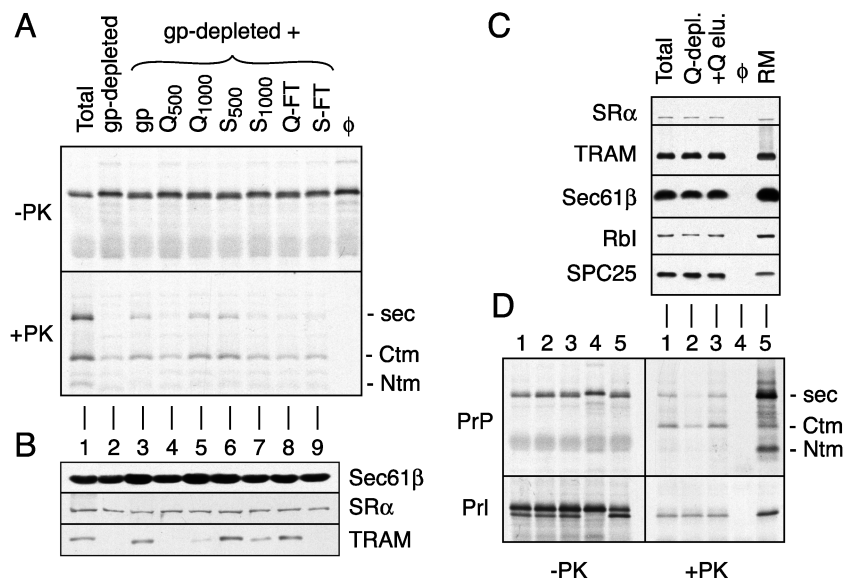 A
gp-depleted +
Total
gp-depleted
gp
Q500
Q1000
S500
S1000
Q-FT
S-FT
ϕ
-PK
+PK
- sec
- Ctm
- Ntm
B
1 2 3 4 5 6 7 8 9
Sec61β
SRα
TRAM
C
Total
Q-depl.
+Q elu.
ϕ
RM
SRα
TRAM
Sec61β
RbI
SPC25
D
1 2 3 4 5 1 2 3 4 5
PrP
- sec
- Ctm
- Ntm
Prl
-PK +PK